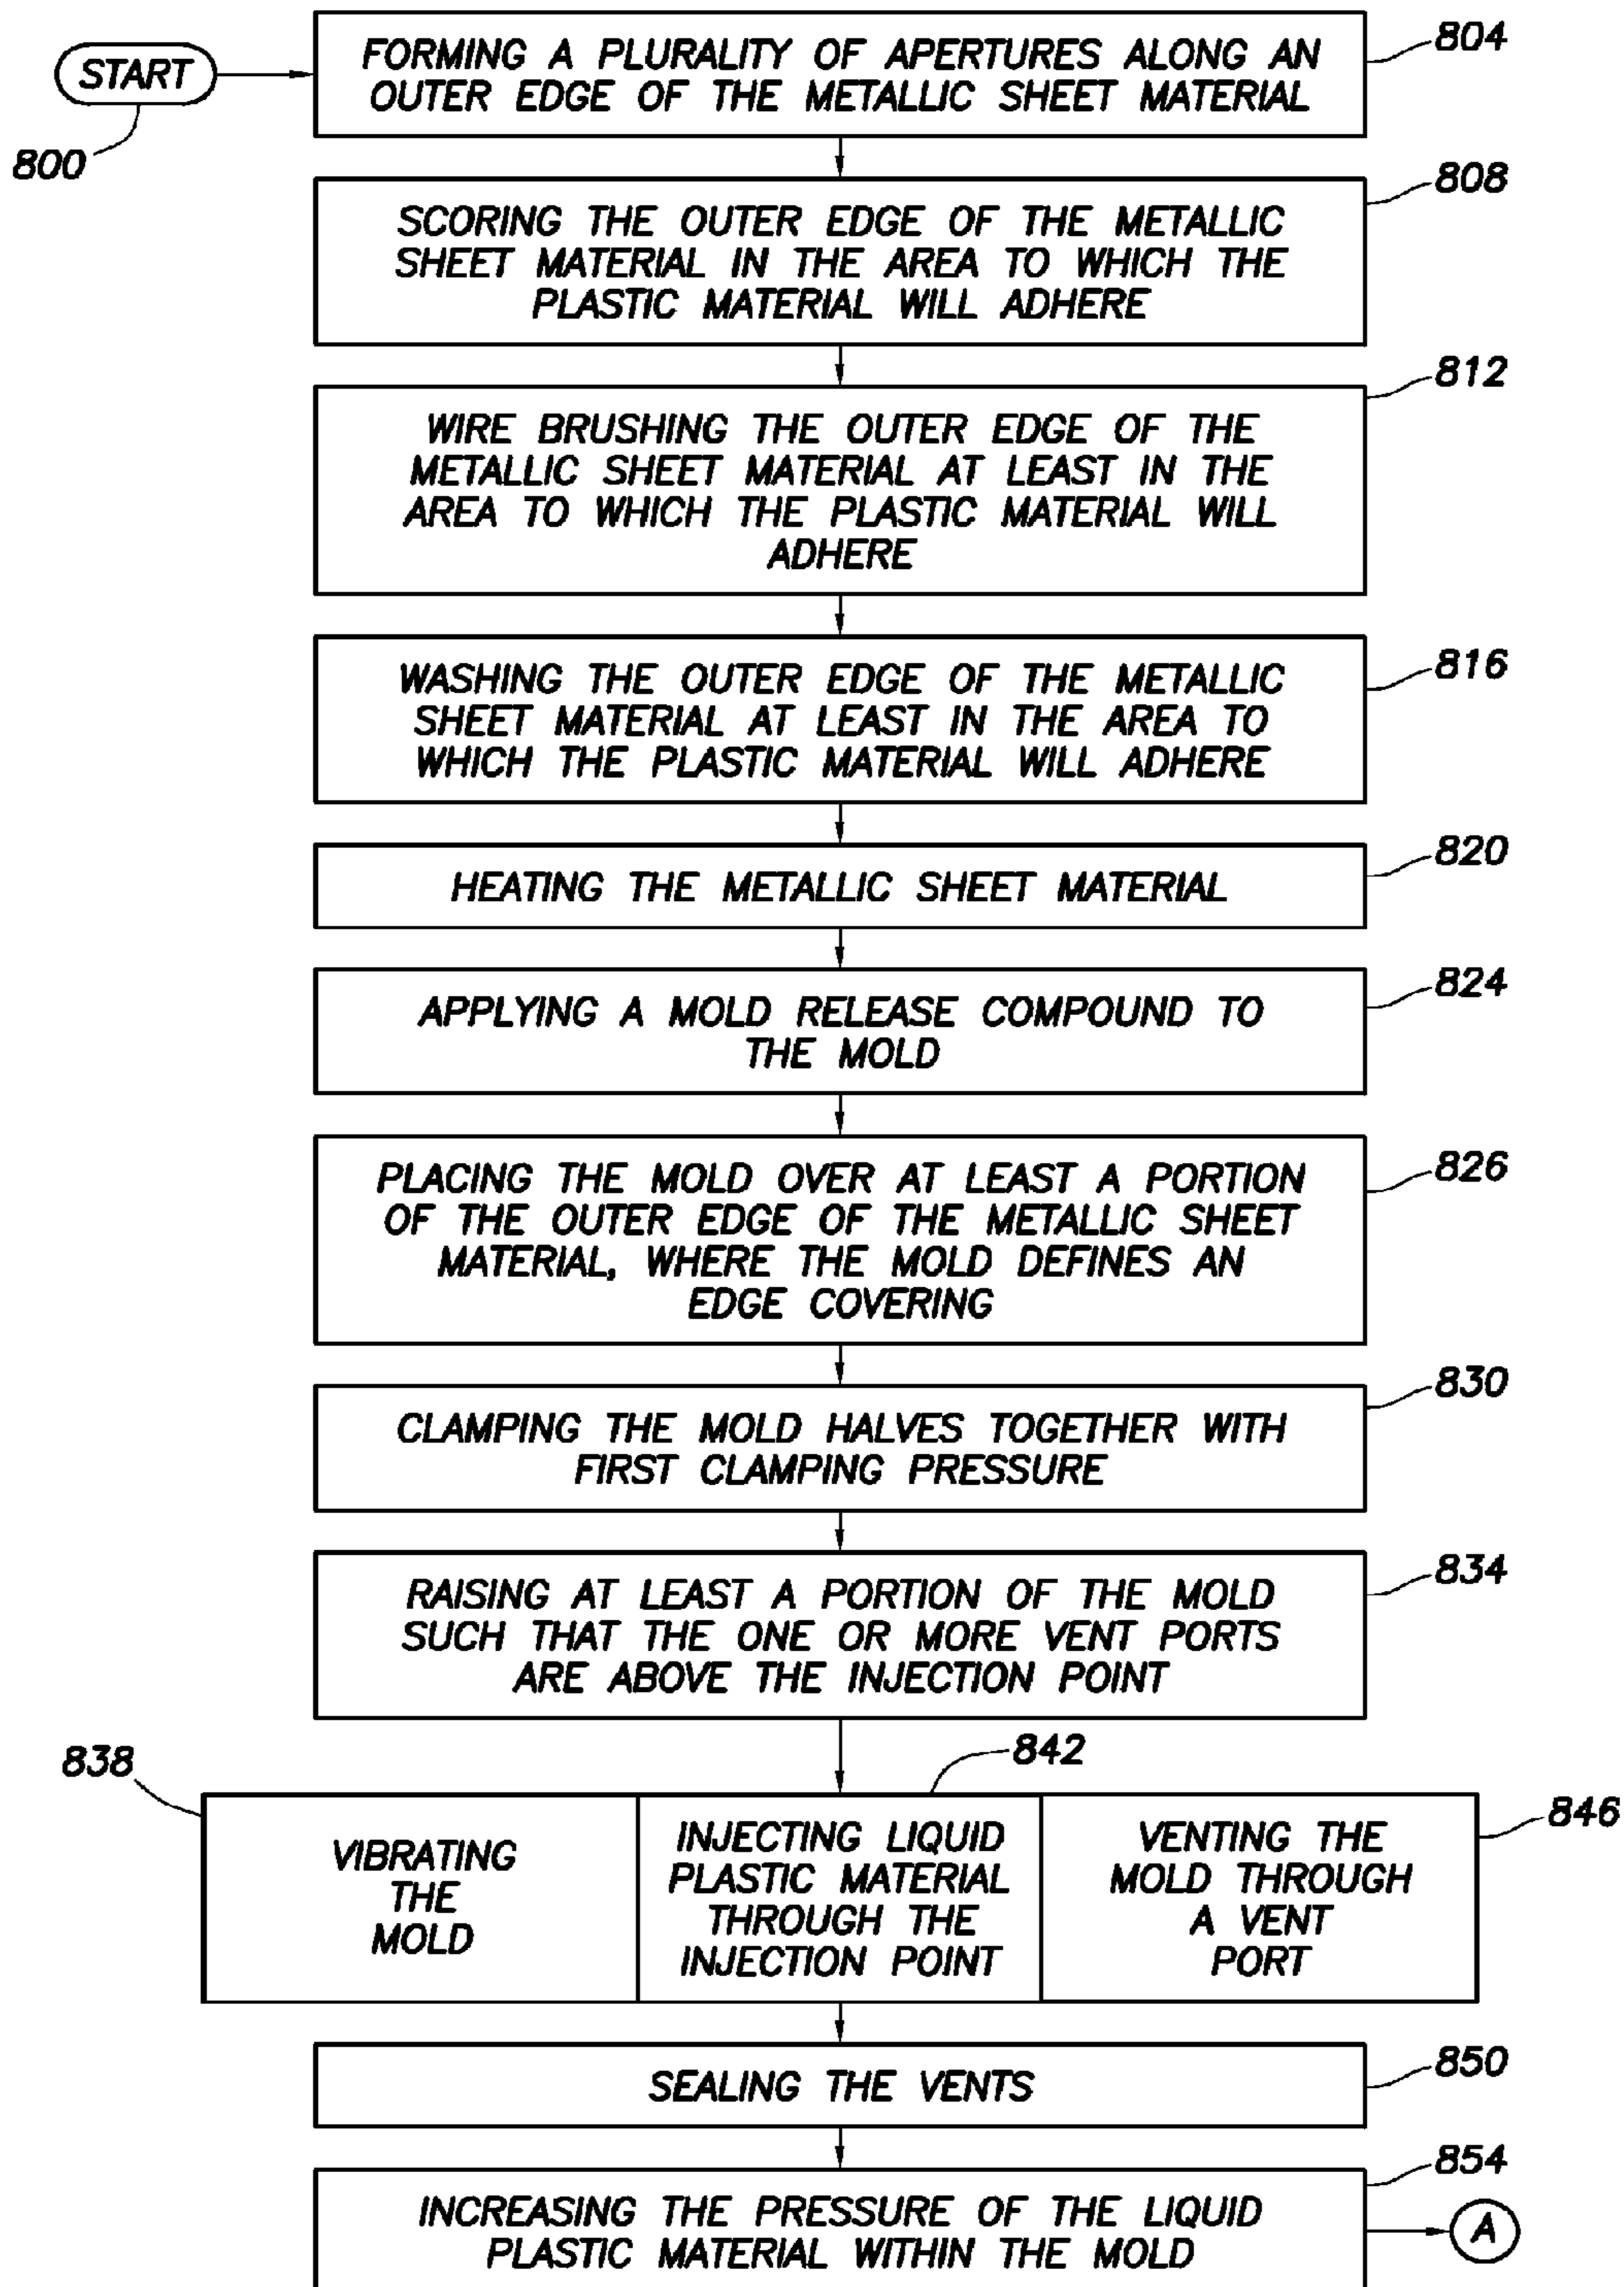 START
800
FORMING A PLURALITY OF APERTURES ALONG AN
OUTER EDGE OF THE METALLIC SHEET MATERIAL
804
SCORING THE OUTER EDGE OF THE METALLIC
SHEET MATERIAL IN THE AREA TO WHICH THE
PLASTIC MATERIAL WILL ADHERE
808
WIRE BRUSHING THE OUTER EDGE OF THE
METALLIC SHEET MATERIAL AT LEAST IN THE
AREA TO WHICH THE PLASTIC MATERIAL WILL
ADHERE
812
WASHING THE OUTER EDGE OF THE METALLIC
SHEET MATERIAL AT LEAST IN THE AREA TO
WHICH THE PLASTIC MATERIAL WILL ADHERE
816
HEATING THE METALLIC SHEET MATERIAL
820
APPLYING A MOLD RELEASE COMPOUND TO
THE MOLD
824
PLACING THE MOLD OVER AT LEAST A PORTION
OF THE OUTER EDGE OF THE METALLIC SHEET
MATERIAL, WHERE THE MOLD DEFINES AN
EDGE COVERING
826
CLAMPING THE MOLD HALVES TOGETHER WITH
FIRST CLAMPING PRESSURE
830
RAISING AT LEAST A PORTION OF THE MOLD
SUCH THAT THE ONE OR MORE VENT PORTS
ARE ABOVE THE INJECTION POINT
834
838
VIBRATING
THE
MOLD
842
INJECTING LIQUID
PLASTIC MATERIAL
THROUGH THE
INJECTION POINT
VENTING THE
MOLD THROUGH
A VENT
PORT
846
SEALING THE VENTS
850
INCREASING THE PRESSURE OF THE LIQUID
PLASTIC MATERIAL WITHIN THE MOLD
854
A